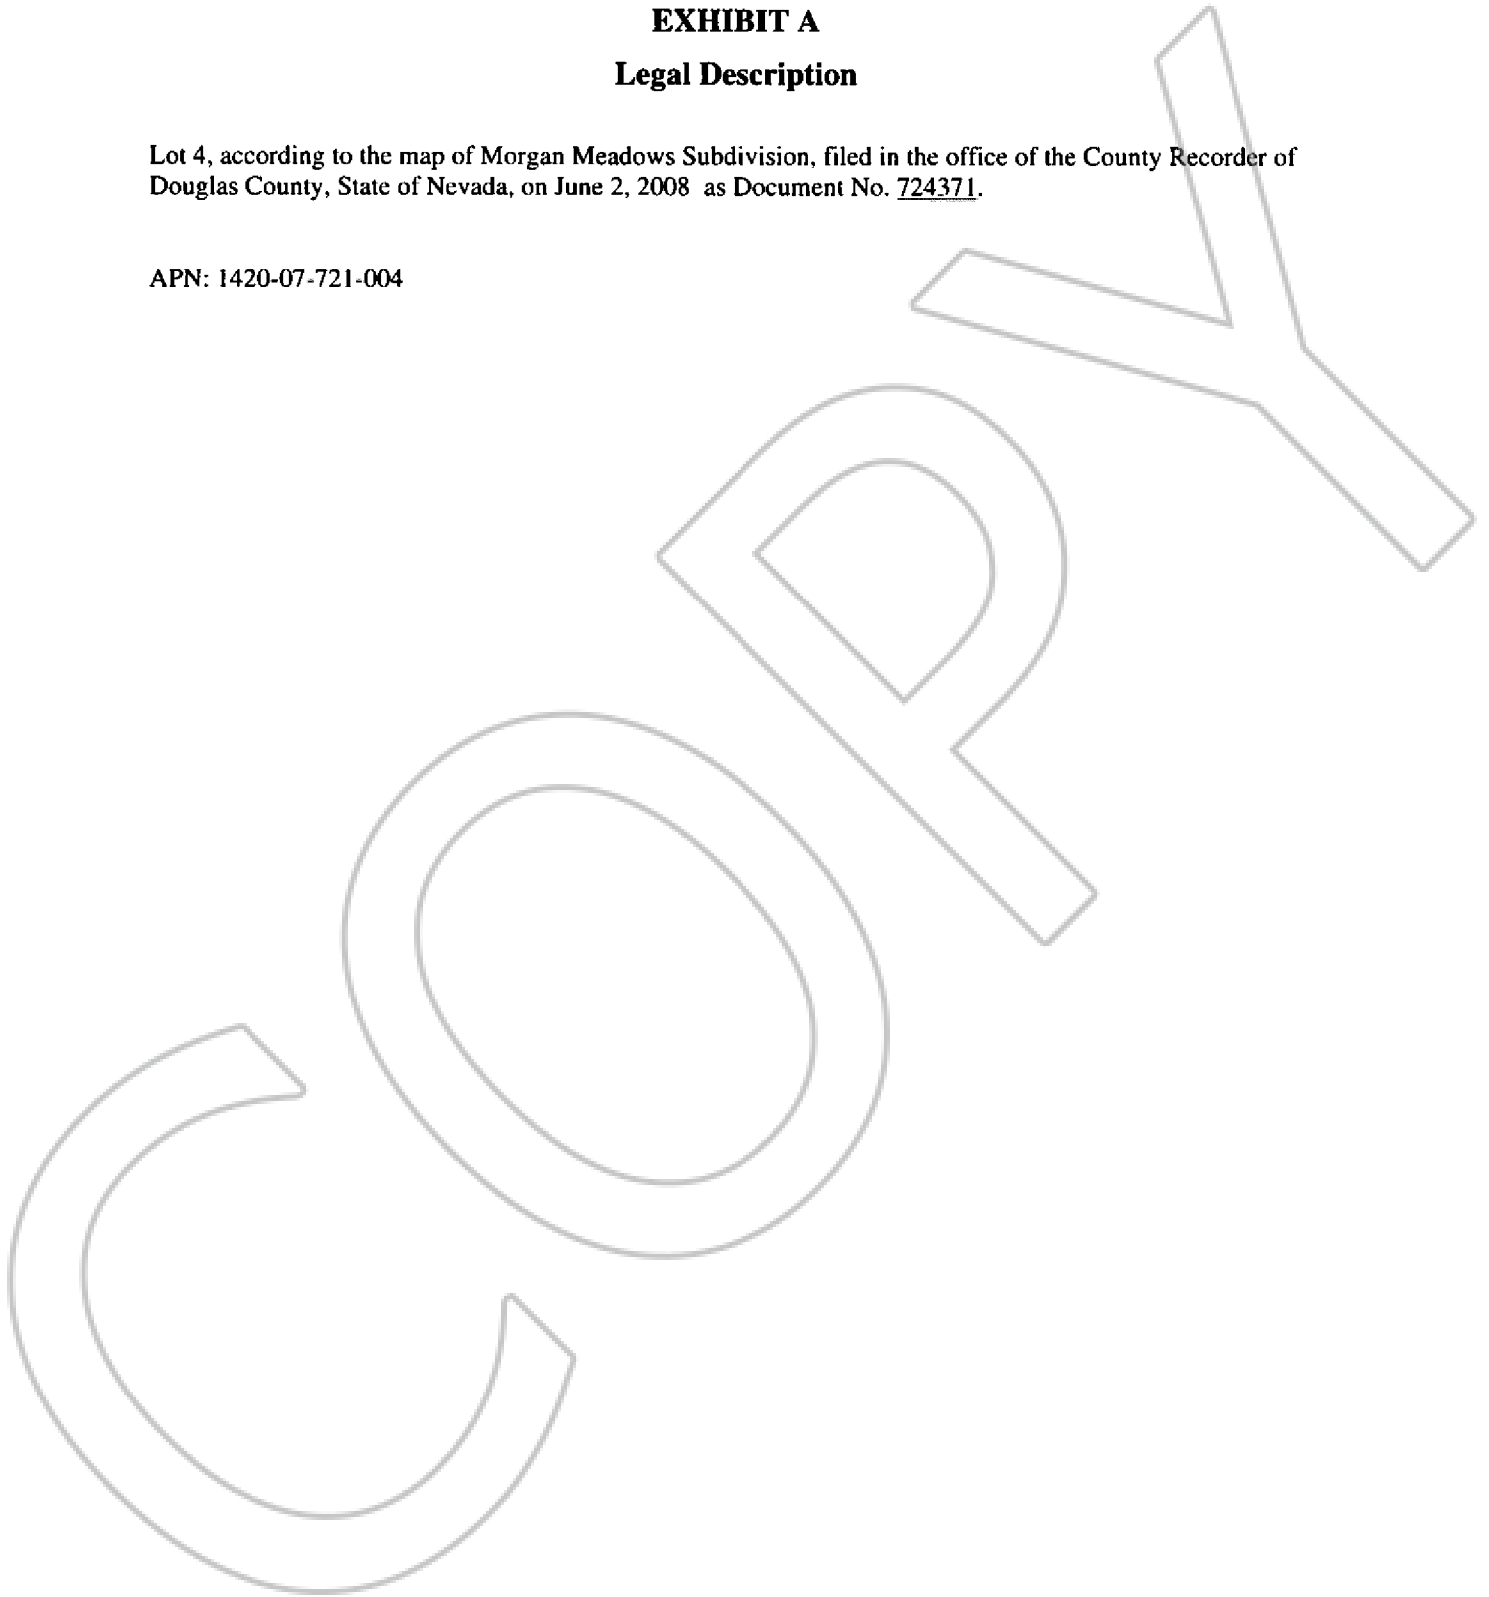 EXHIBIT A
Legal Description
Lot 4, according to the map of Morgan Meadows Subdivision, filed in the office of the County Recorder of
Douglas County, State of Nevada, on June 2, 2008 as Document No. 724371.
APN: 1420-07-721-004
COPY